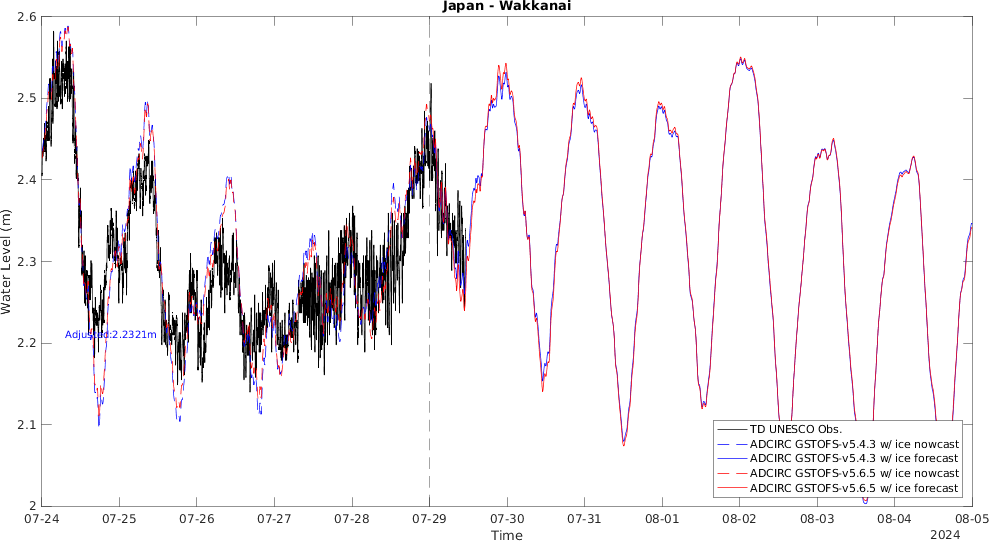 Japan - Wakkanai
2.6
2.5
2.4
2.3
2.2
2.1
2
Water Level (m)
Adjusted:2.2321m
TD UNESCO Obs.
ADCIRC GSTOFS-v5.4.3 w/ ice nowcast
ADCIRC GSTOFS-v5.4.3 w/ ice forecast
ADCIRC GSTOFS-v5.6.5 w/ ice nowcast
ADCIRC GSTOFS-v5.6.5 w/ ice forecast
07-24 07-25 07-26 07-27 07-28 07-29 07-30 07-31 08-01 08-02 08-03 08-04 08-05
Time
2024